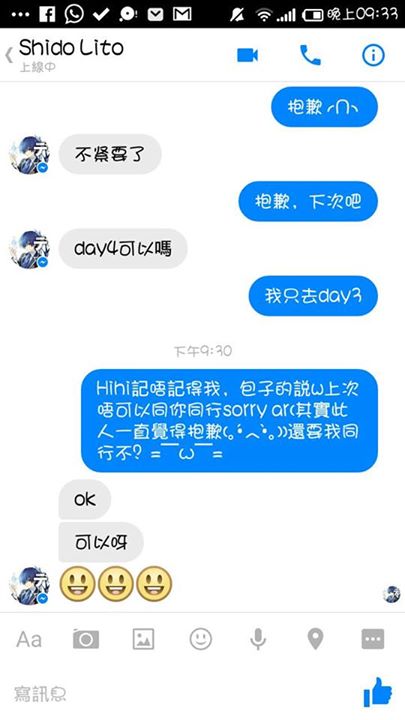 晚上09:33
Shido Lito
上線中
抱歉╭∩╮
不紧要了
抱歉，下次吧
day4可以嗎
我只去day3
下午9:30
Hihi記唔記得我，包子的説ω上次
唔可以同你同行sorry ar(其實此
人一直覺得抱歉(｡•́︿•̀｡))還要我同
行不？=￣ω￣=
ok
可以呀
😃😃😃
Aa
寫訊息